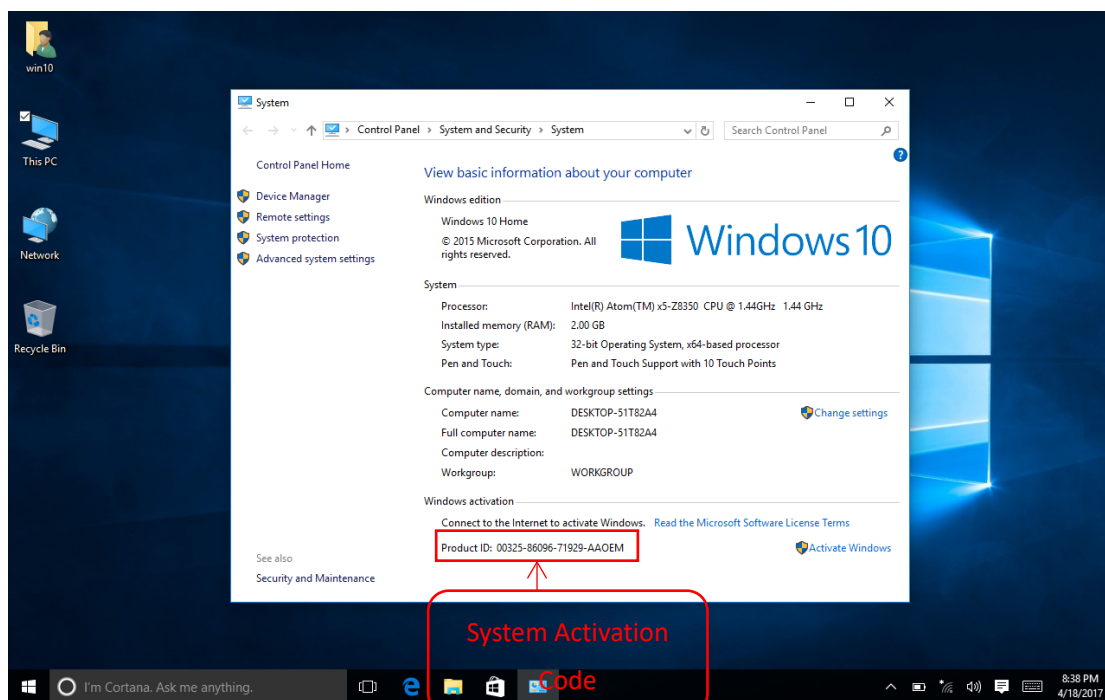 win10
This PC
Network
Recycle Bin
System
Control Panel › System and Security › System
Search Control Panel
Control Panel Home
Device Manager
Remote settings
System protection
Advanced system settings
See also
Security and Maintenance
View basic information about your computer
Windows edition
Windows 10 Home
© 2015 Microsoft Corporation. All
rights reserved.
Windows 10
System
Processor: Intel(R) Atom(TM) x5-Z8350 CPU @ 1.44GHz 1.44 GHz
Installed memory (RAM): 2.00 GB
System type: 32-bit Operating System, x64-based processor
Pen and Touch: Pen and Touch Support with 10 Touch Points
Computer name, domain, and workgroup settings
Computer name: DESKTOP-51T82A4
Change settings
Full computer name: DESKTOP-51T82A4
Computer description:
Workgroup: WORKGROUP
Windows activation
Connect to the Internet to activate Windows. Read the Microsoft Software License Terms
Product ID: 00325-86096-71929-AAOEM
Activate Windows
System Activation
Code
I'm Cortana. Ask me anything.
8:38 PM
4/18/2017